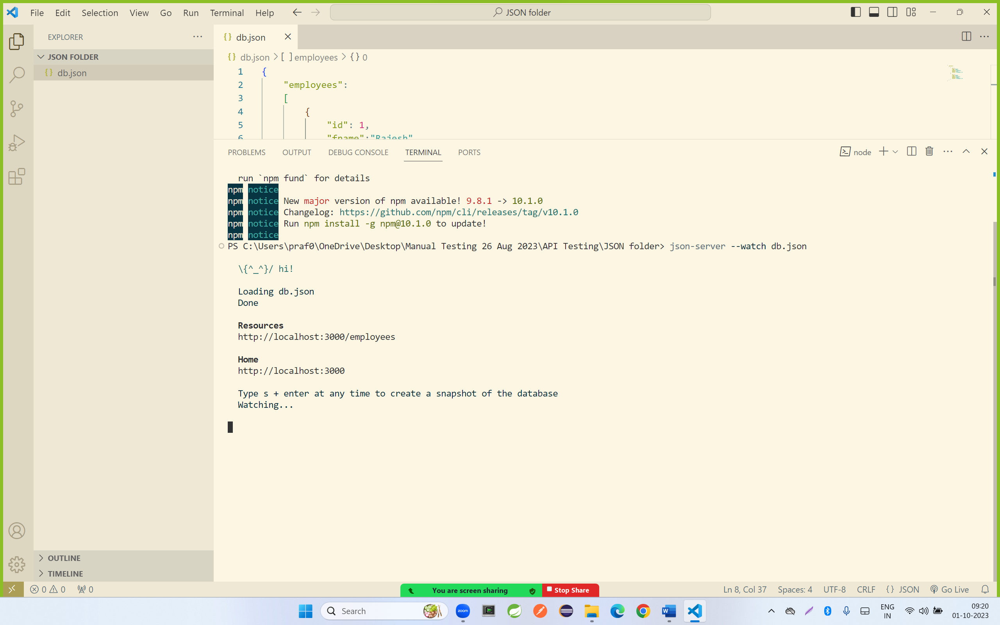 File Edit Selection View Go Run Terminal Help
JSON folder
EXPLORER
JSON FOLDER
{} db.json
OUTLINE
TIMELINE
{} db.json
{} db.json > [ ] employees > {} 0
1 {
2 "employees":
3 [
4 {
5 "id": 1,
6 "fname":"Rajesh"
PROBLEMS OUTPUT DEBUG CONSOLE TERMINAL PORTS
node
run `npm fund` for details
npm notice
npm notice New major version of npm available! 9.8.1 -> 10.1.0
npm notice Changelog: https://github.com/npm/cli/releases/tag/v10.1.0
npm notice Run npm install -g npm@10.1.0 to update!
npm notice
PS C:\Users\praf0\OneDrive\Desktop\Manual Testing 26 Aug 2023\API Testing\JSON folder> json-server --watch db.json
\{^_^}/ hi!
Loading db.json
Done
Resources
http://localhost:3000/employees
Home
http://localhost:3000
Type s + enter at any time to create a snapshot of the database
Watching...
0 0 0
You are screen sharing Stop Share
Ln 8, Col 37 Spaces: 4 UTF-8 CRLF {} JSON Go Live
Search
zoom
W
ENG
IN
09:20
01-10-2023